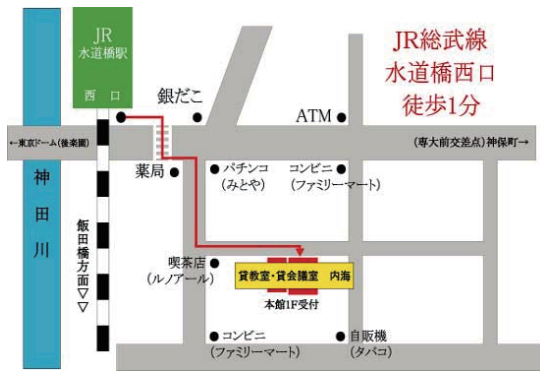 JR
水道橋駅
西 口
銀だこ
ATM
JR総武線
水道橋西口
徒歩1分
←東京ドーム(後楽園)
(専大前交差点)神保町→
神田川
薬局
パチンコ
(みとや)
コンビニ
(ファミリーマート)
飯田橋方面▽▽
喫茶店
(ルノアール)
貸教室・貸会議室 内海
本館1F受付
コンビニ
(ファミリーマート)
自販機
(タバコ)